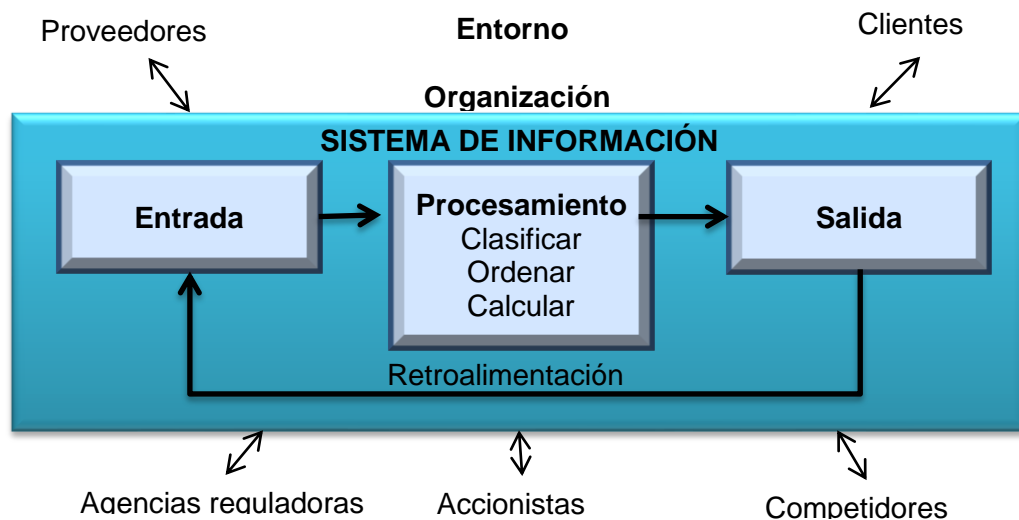 Proveedores
Entorno
Clientes
Organización
SISTEMA DE INFORMACIÓN
Entrada
Procesamiento
Clasificar
Ordenar
Calcular
Salida
Retroalimentación
Agencias reguladoras
Accionistas
Competidores